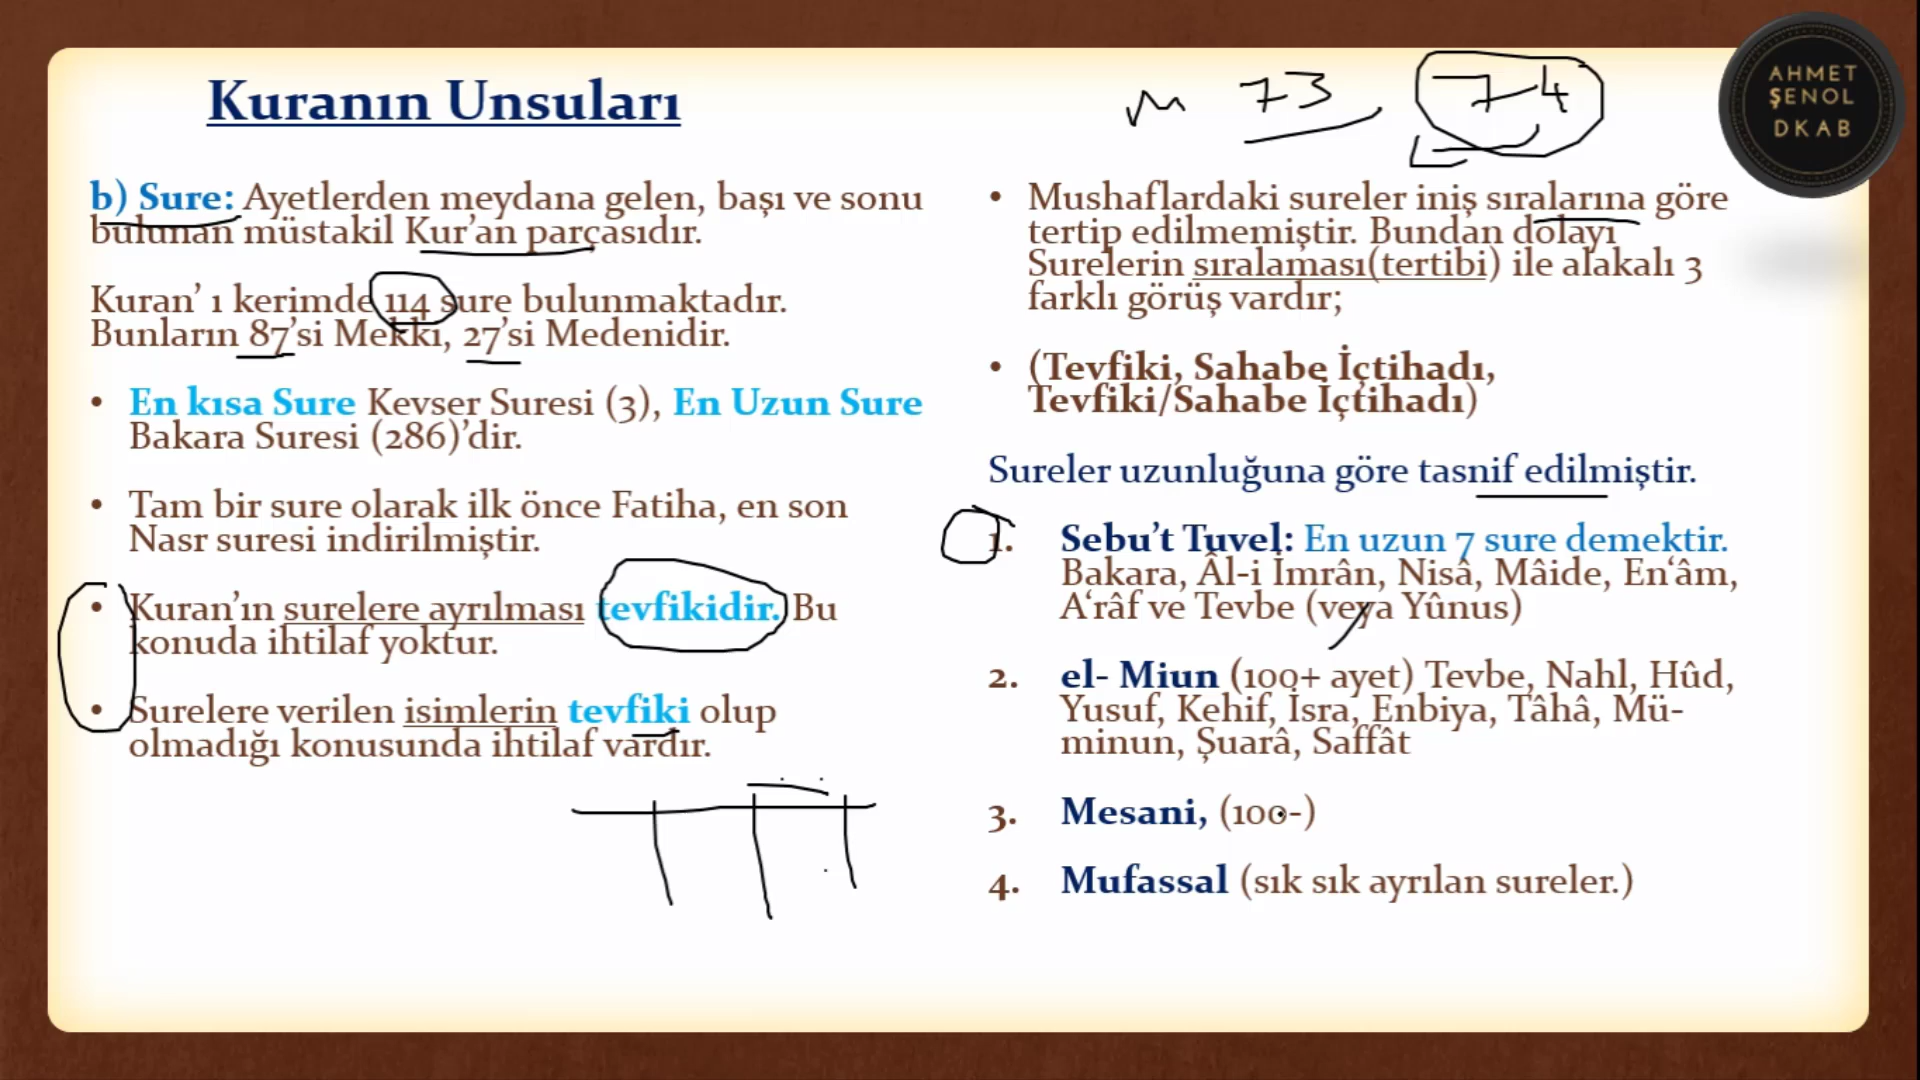 Kuranın Unsuları
b) Sure: Ayetlerden meydana gelen, başı ve sonu
bulunan müstakil Kur'an parçasıdır.
Kuran' ı kerimde 114 sure bulunmaktadır.
Bunların 87'si Mekki, 27'si Medenidir.
• En kısa Sure Kevser Suresi (3), En Uzun Sure
Bakara Suresi (286)'dir.
• Tam bir sure olarak ilk önce Fatiha, en son
Nasr suresi indirilmiştir.
• Kuran'ın surelere ayrılması tevfikidir. Bu
konuda ihtilaf yoktur.
• Surelere verilen isimlerin tevfiki olup
olmadığı konusunda ihtilaf vardır.
73 74
• Mushaflardaki sureler iniş sıralarına göre
tertip edilmemiştir. Bundan dolayı
Surelerin sıralaması(tertibi) ile alakalı 3
farklı görüş vardır;
• (Tevfiki, Sahabe İçtihadı,
Tevfiki/Sahabe İçtihadı)
Sureler uzunluğuna göre tasnif edilmiştir.
1. Sebu't Tuvel: En uzun 7 sure demektir.
Bakara, Âl-i İmrân, Nisâ, Mâide, En‘âm,
A‘râf ve Tevbe (veya Yûnus)
2. el- Miun (100+ ayet) Tevbe, Nahl, Hûd,
Yusuf, Kehif, İsra, Enbiya, Tâhâ, Mü-
minun, Şuarâ, Saffât
3. Mesani, (100-)
4. Mufassal (sık sık ayrılan sureler.)
AHMET
ŞENOL
DKAB